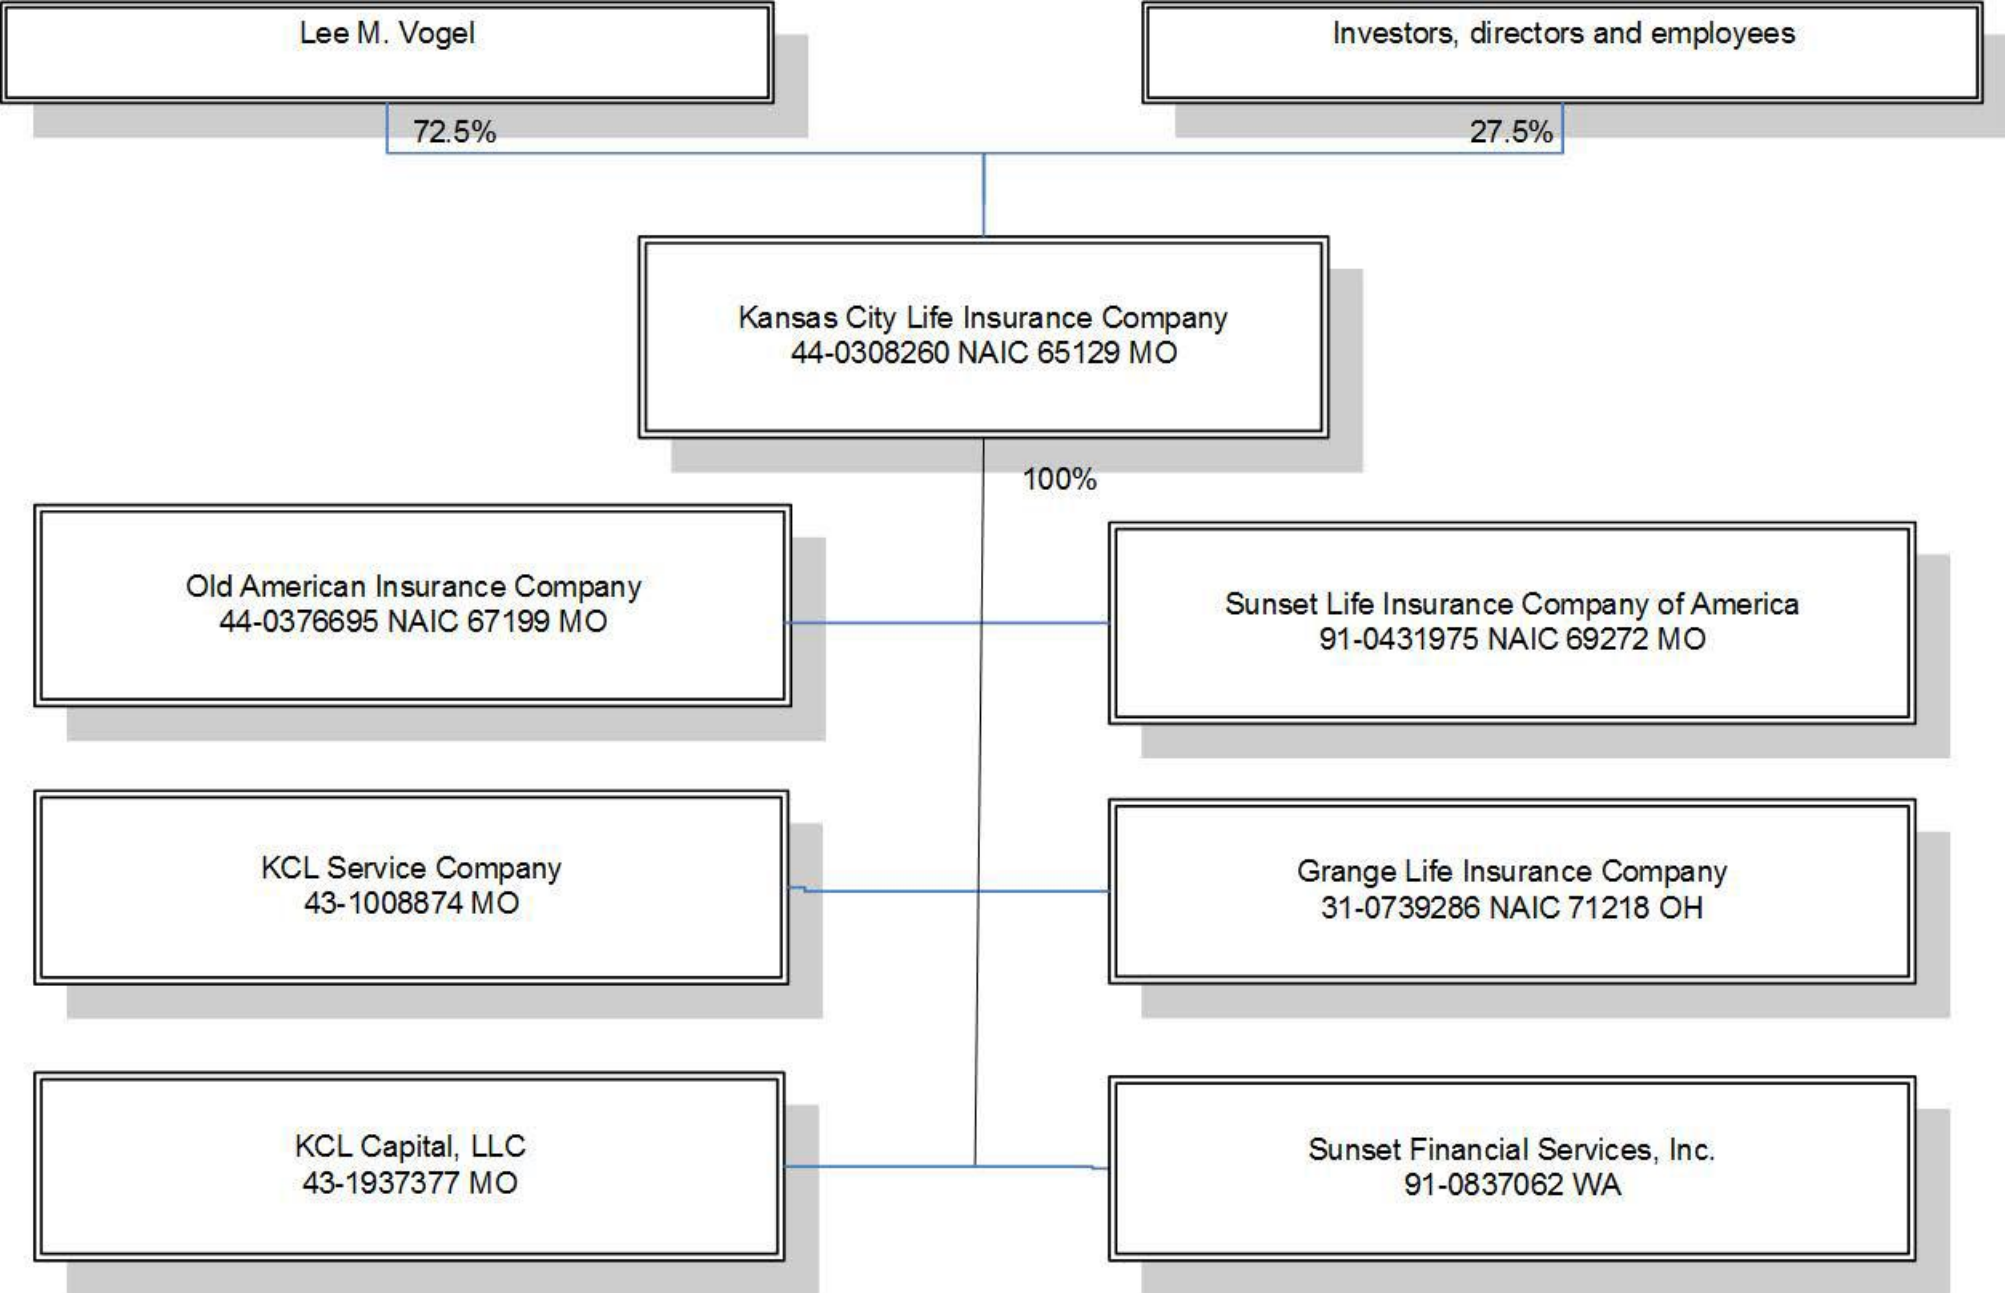 Lee M. Vogel
Investors, directors and employees
72.5%
27.5%
Kansas City Life Insurance Company
44-0308260 NAIC 65129 MO
100%
Old American Insurance Company
44-0376695 NAIC 67199 MO
Sunset Life Insurance Company of America
91-0431975 NAIC 69272 MO
KCL Service Company
43-1008874 MO
Grange Life Insurance Company
31-0739286 NAIC 71218 OH
KCL Capital, LLC
43-1937377 MO
Sunset Financial Services, Inc.
91-0837062 WA